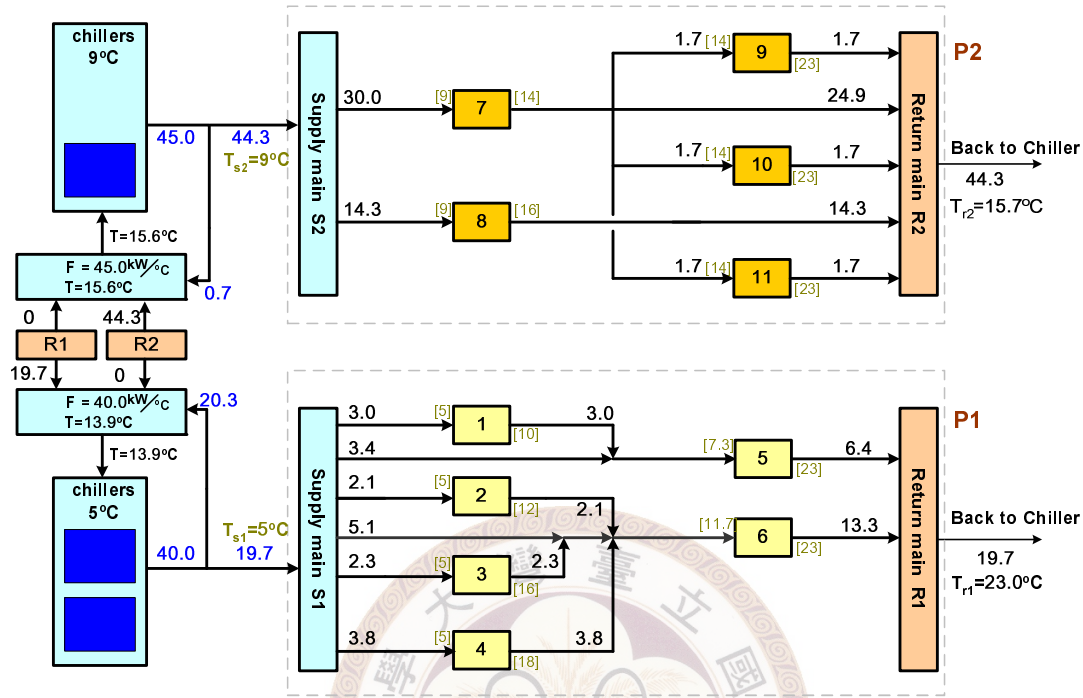 chillers
9ºC
45.0
44.3
Ts2=9ºC
T=15.6ºC
F = 45.0kW/ºC
T=15.6ºC
0.7
0
44.3
R1
R2
19.7
0
F = 40.0kW/ºC
T=13.9ºC
20.3
T=13.9ºC
chillers
5ºC
40.0
Ts1=5ºC
19.7
P2
Supply main S2
30.0
[9]
7
[14]
14.3
[9]
8
[16]
1.7
[14]
9
[23]
1.7
24.9
1.7
[14]
10
[23]
1.7
14.3
1.7
[14]
11
[23]
1.7
Return main R2
Back to Chiller
44.3
Tr2=15.7ºC
P1
Supply main S1
3.0
[5]
1
[10]
3.0
3.4
[7.3]
5
[23]
6.4
2.1
[5]
2
[12]
2.1
5.1
[11.7]
6
[23]
13.3
2.3
[5]
3
[16]
2.3
3.8
[5]
4
[18]
3.8
Return main R1
Back to Chiller
19.7
Tr1=23.0ºC
學大灣臺立國